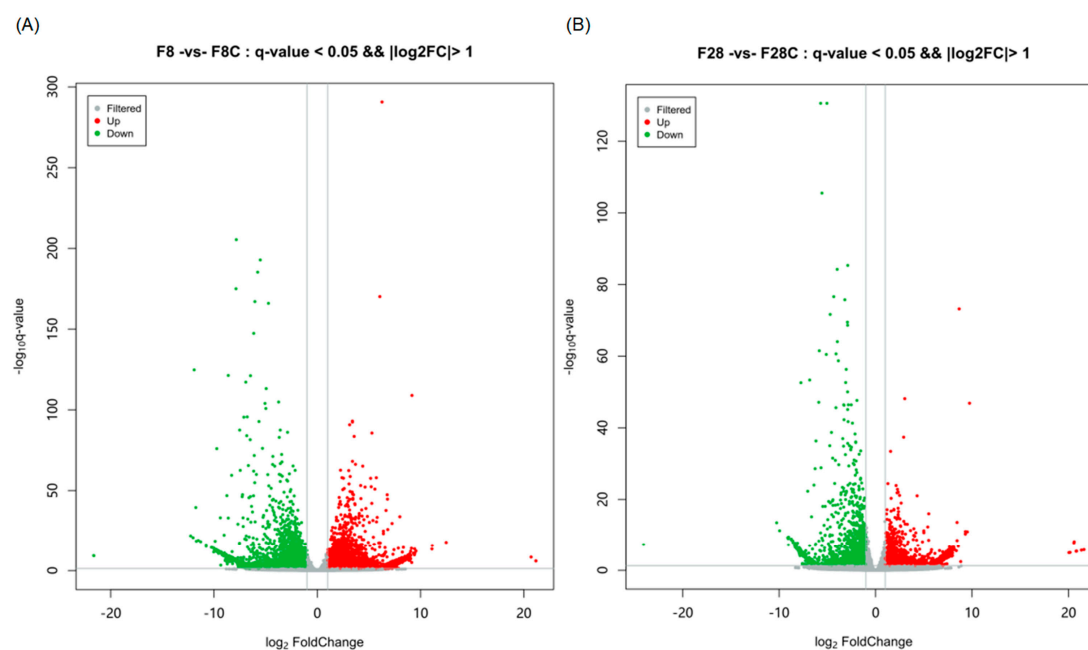 (A)
F8 -vs- F8C : q-value < 0.05 && |log2FC|> 1
Filtered
Up
Down
300
250
200
150
100
50
0
-log10q-value
-20
-10
0
10
20
log2 FoldChange
(B)
F28 -vs- F28C : q-value < 0.05 && |log2FC|> 1
Filtered
Up
Down
120
100
80
60
40
20
0
-log10q-value
-20
-10
0
10
20
log2 FoldChange